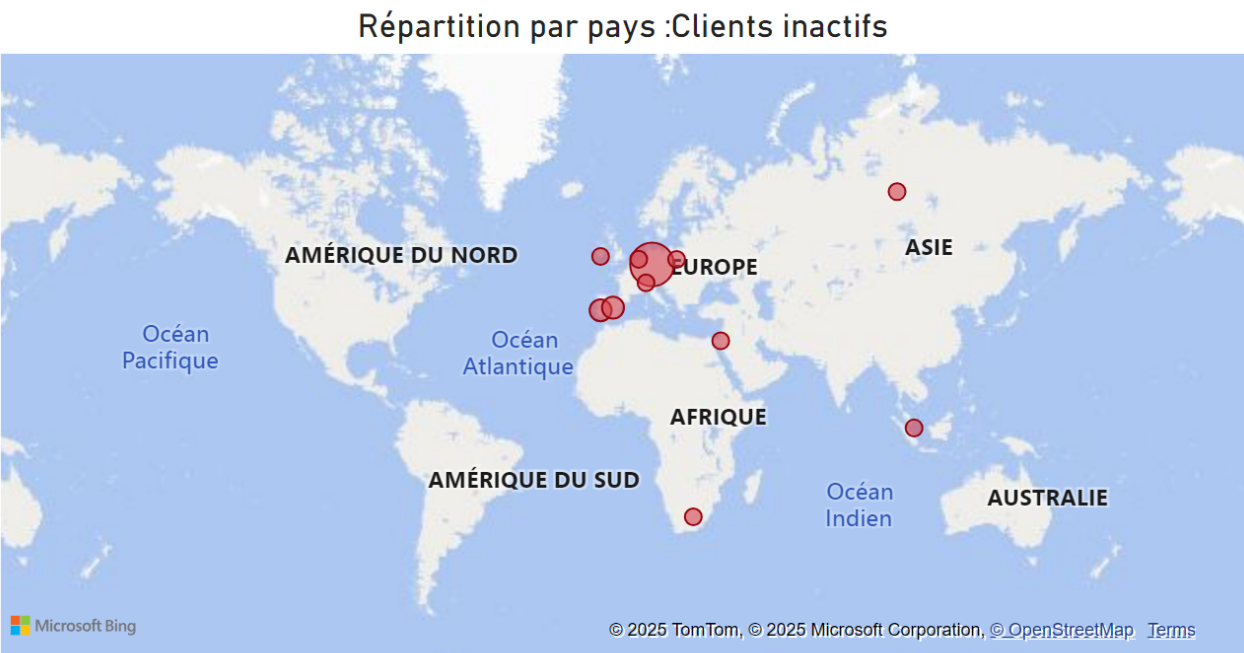 Répartition par pays :Clients inactifs
AMÉRIQUE DU NORD
EUROPE
ASIE
Océan
Pacifique
Océan
Atlantique
AFRIQUE
AMÉRIQUE DU SUD
Océan
Indien
AUSTRALIE
Microsoft Bing
© 2025 TomTom, © 2025 Microsoft Corporation, © OpenStreetMap Terms